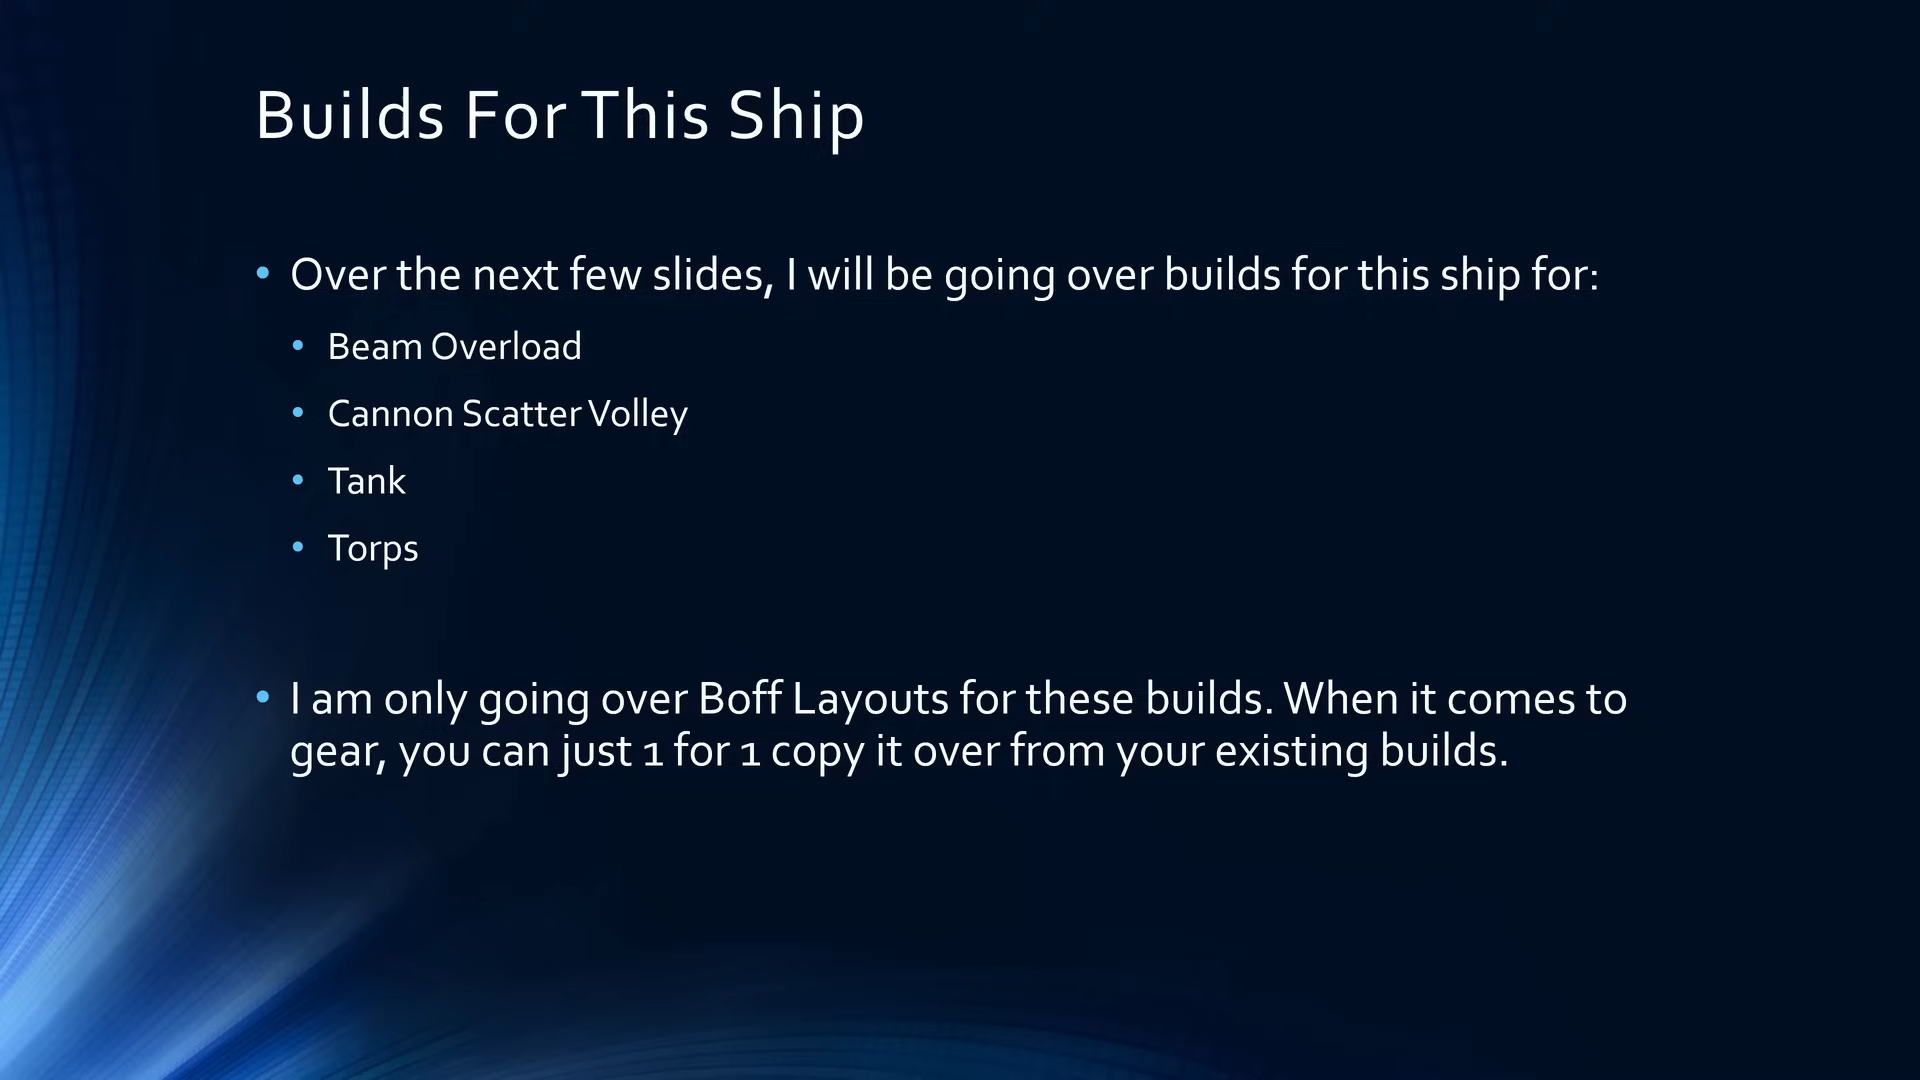 Builds For This Ship
• Over the next few slides, I will be going over builds for this ship for:
• Beam Overload
• Cannon Scatter Volley
• Tank
• Torps
• I am only going over Boff Layouts for these builds. When it comes to
gear, you can just 1 for 1 copy it over from your existing builds.